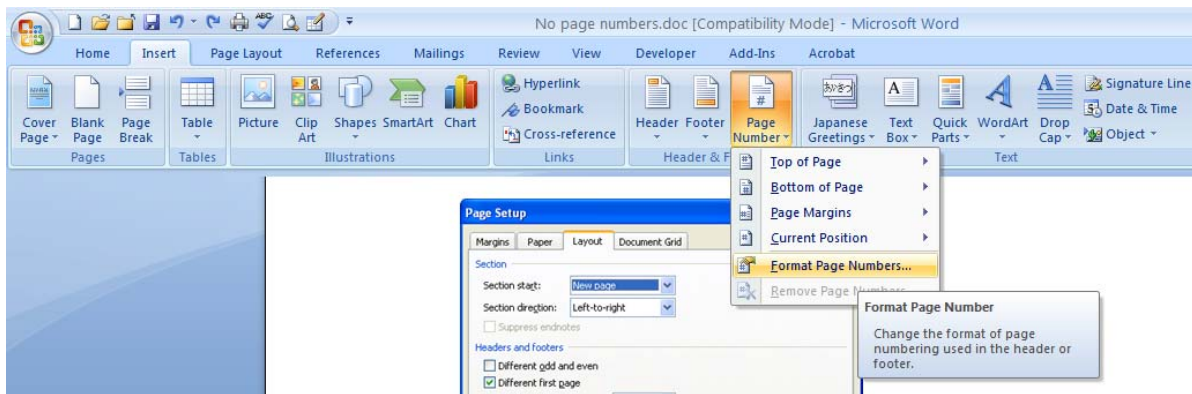 No page numbers.doc [Compatibility Mode] - Microsoft Word
Home Insert Page Layout References Mailings Review View Developer Add-Ins Acrobat
Cover Page
Blank Page
Page Break
Pages
Table
Tables
Picture
Clip Art
Shapes
SmartArt
Chart
Illustrations
Hyperlink
Bookmark
Cross-reference
Links
Header
Footer
Page Number
Header & F
Japanese Greetings
Text Box
Quick Parts
WordArt
Drop Cap
Signature Line
Date & Time
Object
Text
Top of Page
Bottom of Page
Page Margins
Current Position
Format Page Numbers...
Remove Page Numbers
Format Page Number
Change the format of page
numbering used in the header or
footer.
Page Setup
Margins Paper Layout Document Grid
Section
Section start: New page
Section direction: Left-to-right
Suppress endnotes
Headers and footers
Different odd and even
Different first page